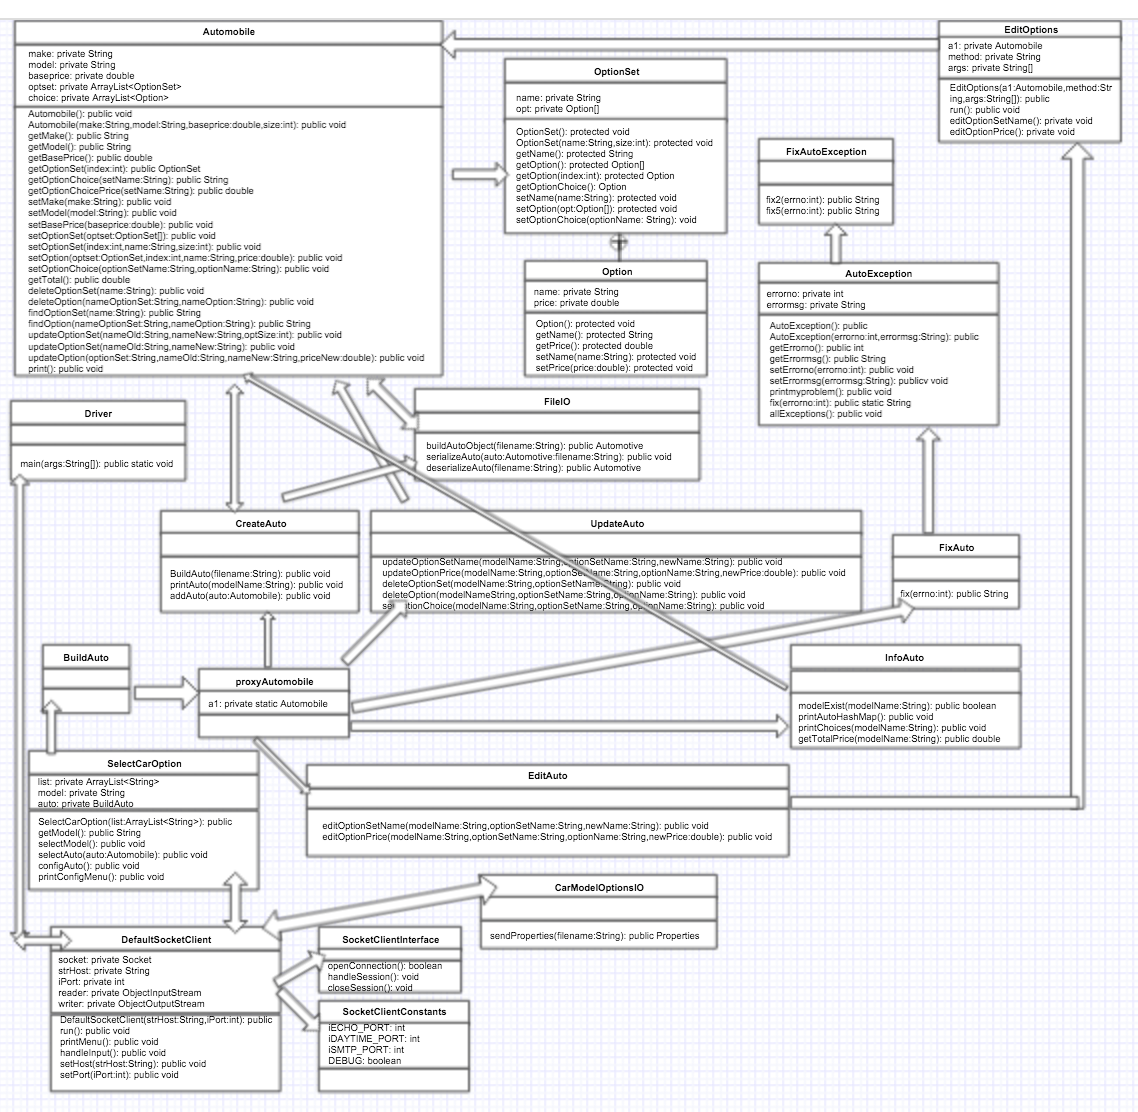 Automobile
make: private String
model: private String
baseprice: private double
optset: private ArrayList<OptionSet>
choice: private ArrayList<Option>
Automobile(): public void
Automobile(make:String,model:String,baseprice:double,size:int): public void
getMake(): public String
getModel(): public String
getBasePrice(): public double
getOptionSet(index:int): public OptionSet
getOptionChoice(setName:String): public String
getOptionChoicePrice(setName:String): public double
setMake(make:String): public void
setModel(model:String): public void
setBasePrice(baseprice:double): public void
setOptionSet(optset:OptionSet[]): public void
setOptionSet(index:int,name:String,size:int): public void
setOption(optset:OptionSet,index:int,name:String,price:double): public void
setOptionChoice(optionSetName:String,optionName:String): public void
getTotal(): public double
deleteOptionSet(name:String): public void
deleteOption(nameOptionSet:String,nameOption:String): public void
findOptionSet(name:String): public String
findOption(nameOptionSet:String,nameOption:String): public String
updateOptionSet(nameOld:String,nameNew:String,optSize:int): public void
updateOptionSet(nameOld:String,nameNew:String): public void
updateOption(optionSet:String,nameOld:String,nameNew:String,priceNew:double): public void
print(): public void
OptionSet
name: private String
opt: private Option[]
OptionSet(): protected void
OptionSet(name:String,size:int): protected void
getName(): protected String
getOption(): protected Option[]
getOption(index:int): protected Option
getOptionChoice(): Option
setName(name:String): protected void
setOption(opt:Option[]): protected void
setOptionChoice(optionName: String): void
EditOptions
a1: private Automobile
method: private String
args: private String[]
EditOptions(a1:Automobile,method:Str
ing,args:String[]): public
run(): public void
editOptionSetName(): private void
editOptionPrice(): private void
FixAutoException
fix2(errno:int): public String
fix5(errno:int): public String
Option
name: private String
price: private double
Option(): protected void
getName(): protected String
getPrice(): protected double
setName(name:String): protected void
setPrice(price:double): protected void
AutoException
errorno: private int
errormsg: private String
AutoException(): public
AutoException(errorno:int,errormsg:String): public
getErrorno(): public int
getErrormsg(): public String
setErrorno(errorno:int): public void
setErrormsg(errormsg:String): publicv void
printmyproblem(): public void
fix(errorno:int): public static String
allExceptions(): public void
Driver
main(args:String[]): public static void
FileIO
buildAutoObject(filename:String): public Automotive
serializeAuto(auto:Automotive:filename:String): public void
deserializeAuto(filename:String): public Automotive
CreateAuto
BuildAuto(filename:String): public void
printAuto(modelName:String): public void
addAuto(auto:Automobile): public void
UpdateAuto
updateOptionSetName(modelName:String,optionSetName:String,newName:String): public void
updateOptionPrice(modelName:String,optionSetName:String,optionName:String,newPrice:double): public void
deleteOptionSet(modelName:String,optionSetName:String): public void
deleteOption(modelNameString,optionSetName:String,optionName:String): public void
optionChoice(modelName:String,optionSetName:String,optionName:String): public void
FixAuto
fix(errno:int): public String
BuildAuto
proxyAutomobile
a1: private static Automobile
InfoAuto
modelExist(modelName:String): public boolean
printAutoHashMap(): public void
printChoices(modelName:String): public void
getTotalPrice(modelName:String): public double
SelectCarOption
list: private ArrayList<String>
model: private String
auto: private BuildAuto
SelectCarOption(list:ArrayList<String>): public
getModel(): public String
selectModel(): public void
selectAuto(auto:Automobile): public void
configAuto(): public void
printConfigMenu(): public void
EditAuto
editOptionSetName(modelName:String,optionSetName:String,newName:String): public void
editOptionPrice(modelName:String,optionSetName:String,optionName:String,newPrice:double): public void
CarModelOptionsIO
sendProperties(filename:String): public Properties
DefaultSocketClient
socket: private Socket
strHost: private String
iPort: private int
reader: private ObjectInputStream
writer: private ObjectOutputStream
DefaultSocketClient(strHost:String,iPort:int): public
run(): public void
printMenu(): public void
handleInput(): public void
setHost(strHost:String): public void
setPort(iPort:int): public void
SocketClientInterface
openConnection(): boolean
handleSession(): void
closeSession(): void
SocketClientConstants
iECHO_PORT: int
iDAYTIME_PORT: int
iSMTP_PORT: int
DEBUG: boolean